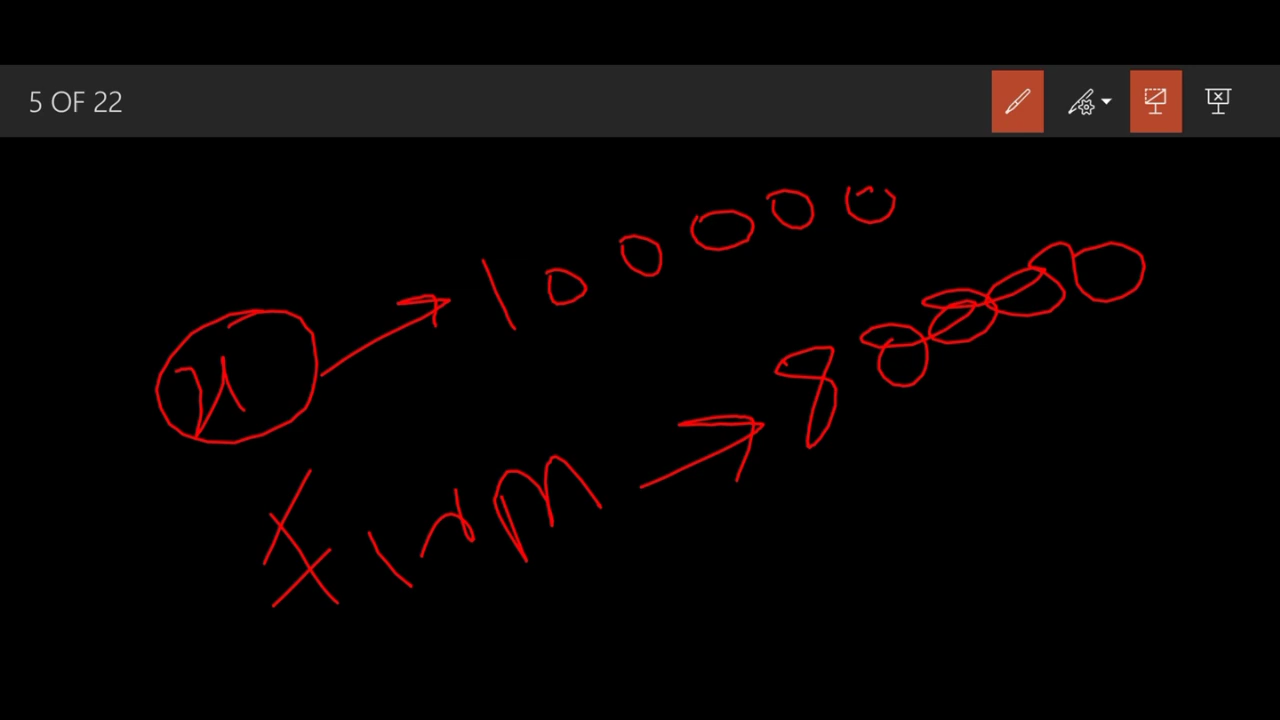 5 OF 22
x → 100000
Firm → 80000